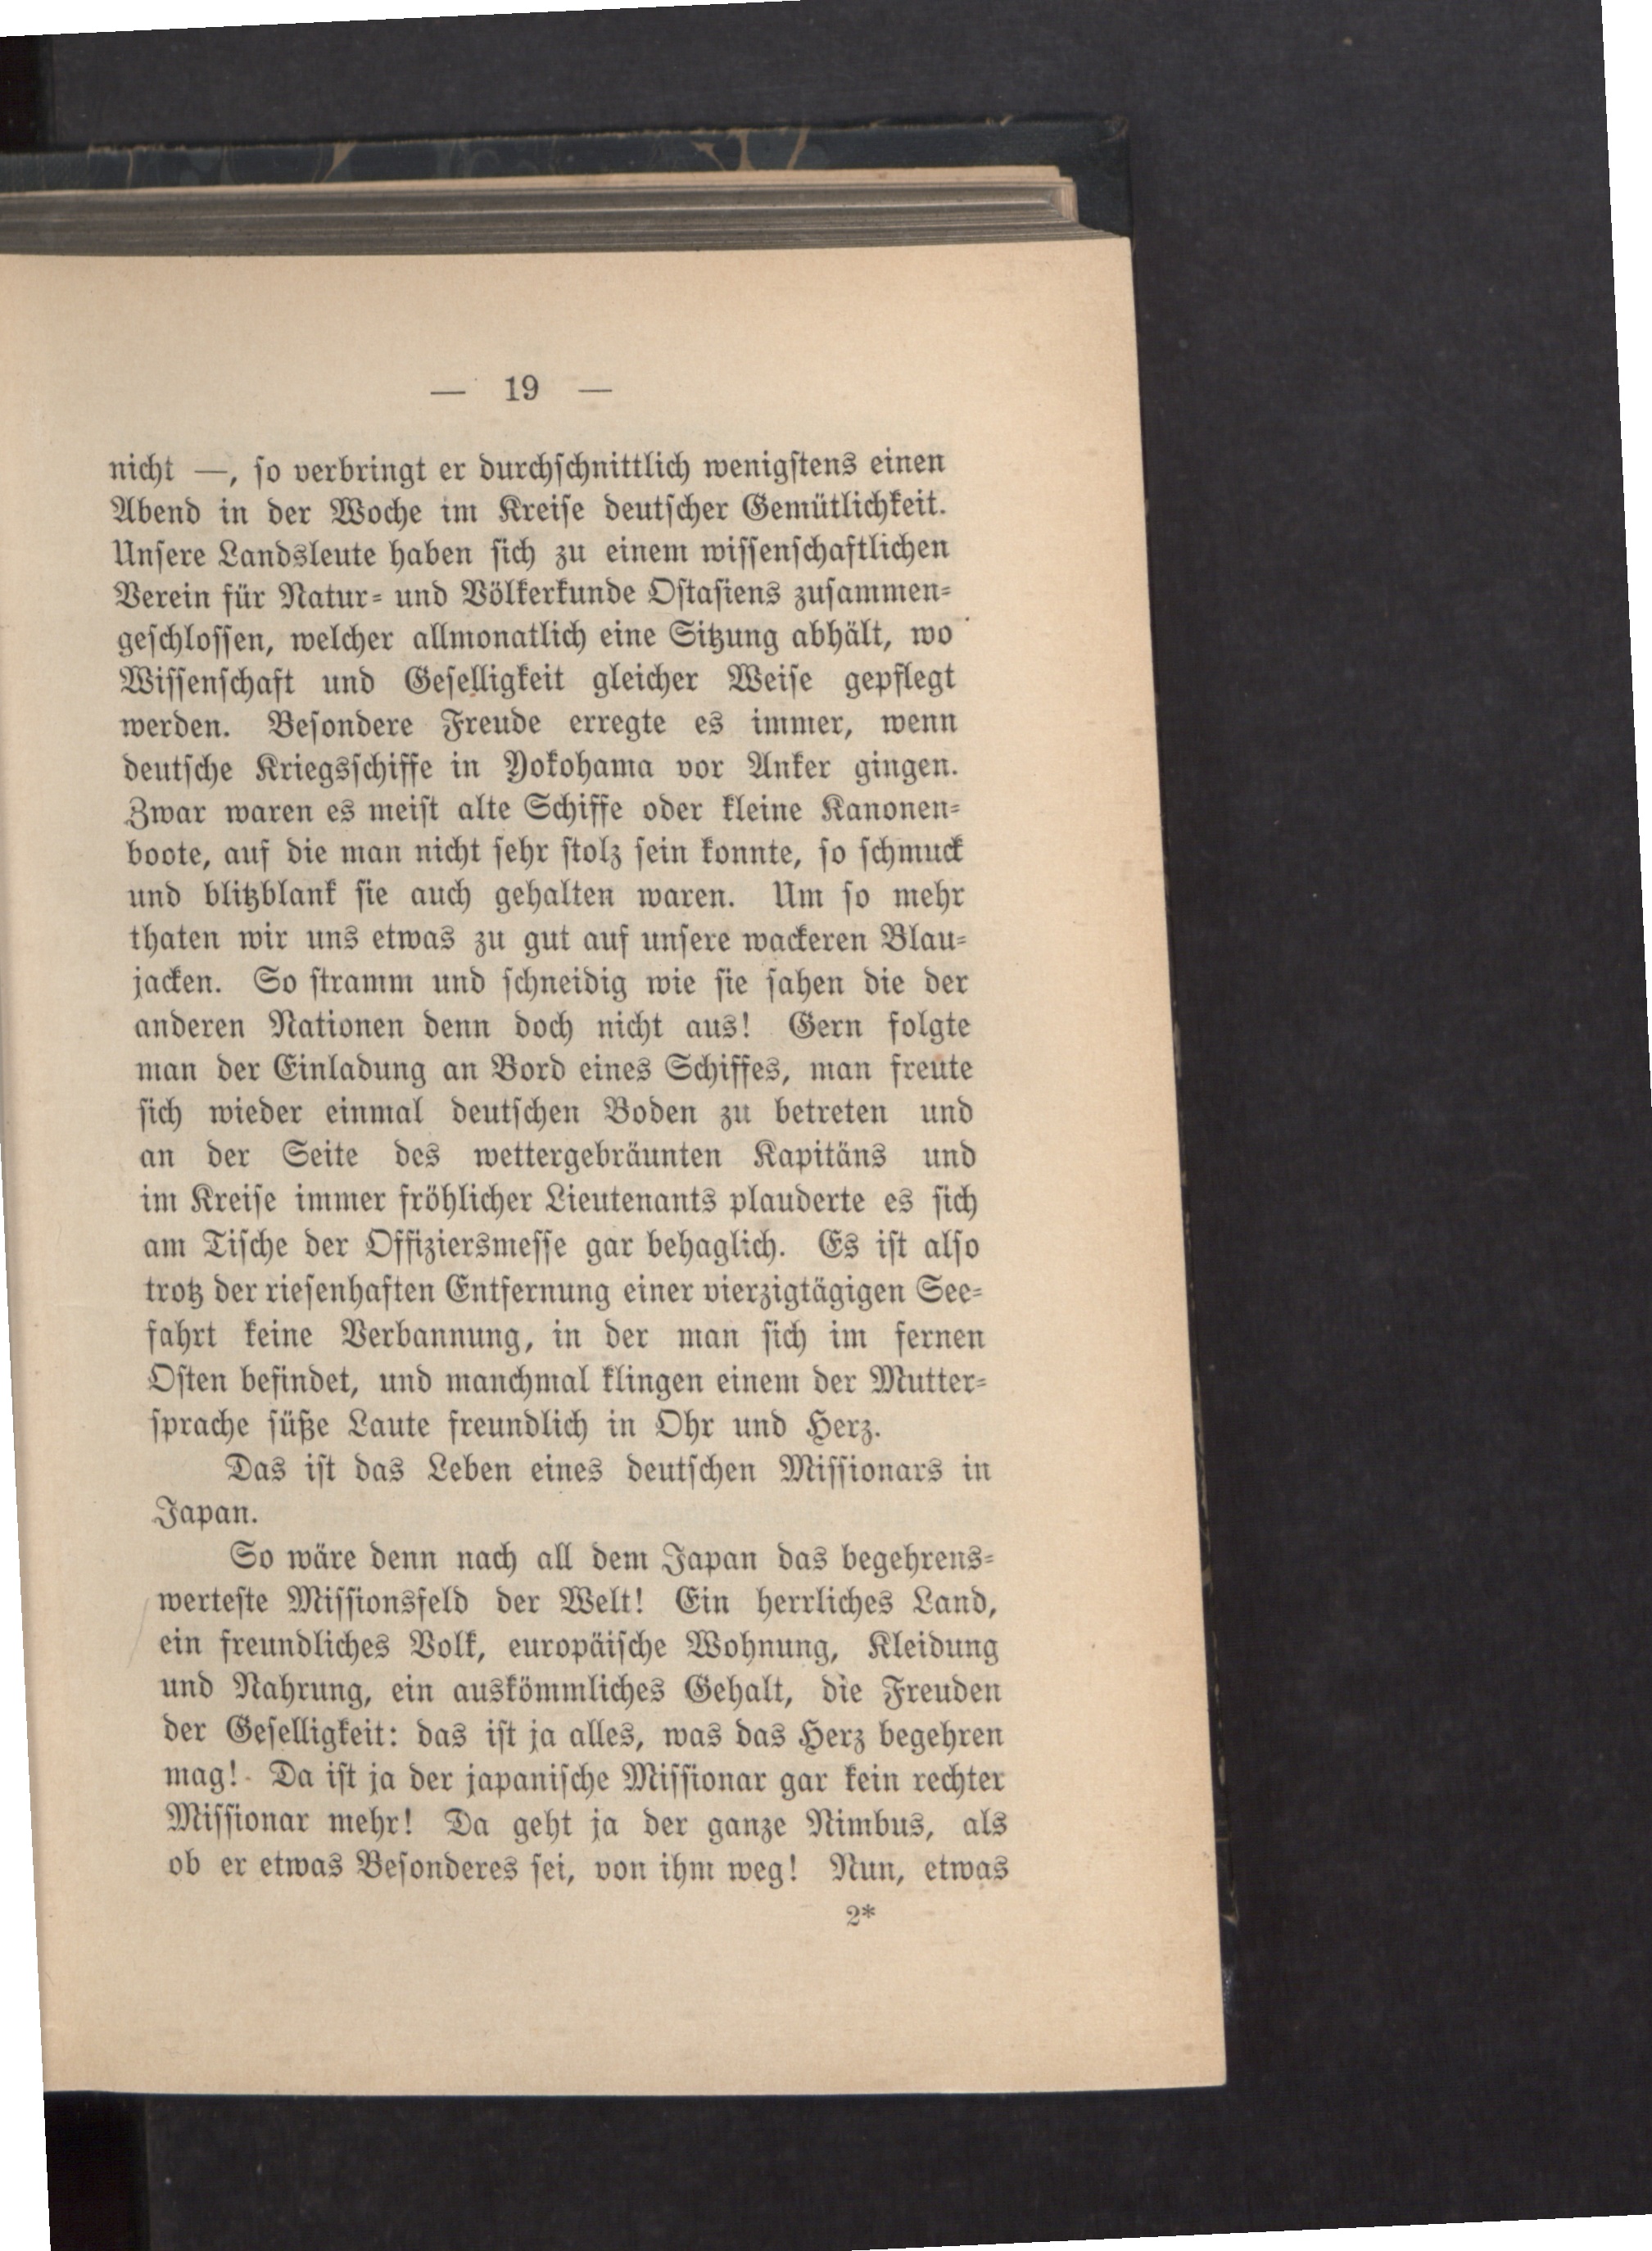 — 19 —
nicht —, so verbringt er durchschnittlich wenigstens einen
Abend in der Woche im Kreise deutscher Gemütlichkeit.
Unsere Landsleute haben sich zu einem wissenschaftlichen
Verein für Natur- und Völkerkunde Ostasiens zusammen-
geschlossen, welcher allmonatlich eine Sitzung abhält, wo
Wissenschaft und Geselligkeit gleicher Weise gepflegt
werden. Besondere Freude erregte es immer, wenn
deutsche Kriegsschiffe in Yokohama vor Anker gingen.
Zwar waren es meist alte Schiffe oder kleine Kanonen-
boote, auf die man nicht sehr stolz sein konnte, so schmuck
und blitzblank sie auch gehalten waren. Um so mehr
thaten wir uns etwas zu gut auf unsere wackeren Blau-
jacken. So stramm und schneidig wie sie sahen die der
anderen Nationen denn doch nicht aus! Gern folgte
man der Einladung an Bord eines Schiffes, man freute
sich wieder einmal deutschen Boden zu betreten und
an der Seite des wettergebräunten Kapitäns und
im Kreise immer fröhlicher Lieutenants plauderte es sich
am Tische der Offiziersmesse gar behaglich. Es ist also
trotz der riesenhaften Entfernung einer vierzigtägigen See-
fahrt keine Verbannung, in der man sich im fernen
Osten befindet, und manchmal klingen einem der Mutter-
sprache süße Laute freundlich in Ohr und Herz.
Das ist das Leben eines deutschen Missionars in
Japan.
So wäre denn nach all dem Japan das begehrens-
werteste Missionsfeld der Welt! Ein herrliches Land,
ein freundliches Volk, europäische Wohnung, Kleidung
und Nahrung, ein auskömmliches Gehalt, die Freuden
der Geselligkeit: das ist ja alles, was das Herz begehren
mag! Da ist ja der japanische Missionar gar kein rechter
Missionar mehr! Da geht ja der ganze Nimbus, als
ob er etwas Besonderes sei, von ihm weg! Nun, etwas
2*